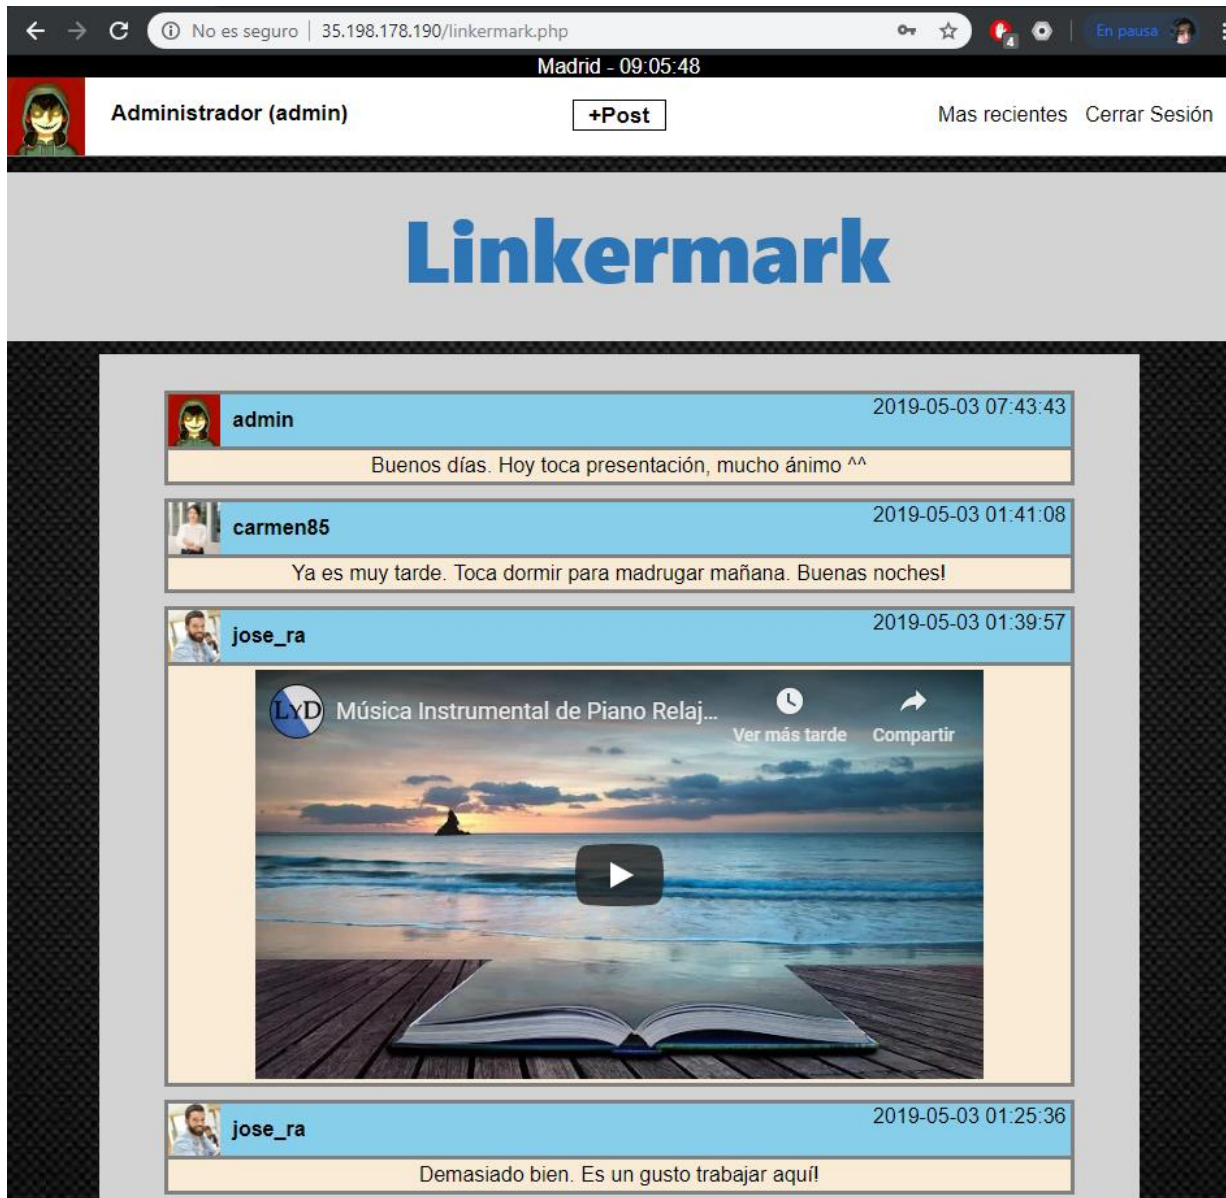 No es seguro | 35.198.178.190/linkermark.php
4
En pausa
Madrid - 09:05:48
Administrador (admin)
+Post
Mas recientes Cerrar Sesión
Linkermark
admin
2019-05-03 07:43:43
Buenos días. Hoy toca presentación, mucho ánimo ^^
carmen85
2019-05-03 01:41:08
Ya es muy tarde. Toca dormir para madrugar mañana. Buenas noches!
jose_ra
2019-05-03 01:39:57
LYD
Música Instrumental de Piano Relaj...
Ver más tarde
Compartir
jose_ra
2019-05-03 01:25:36
Demasiado bien. Es un gusto trabajar aquí!